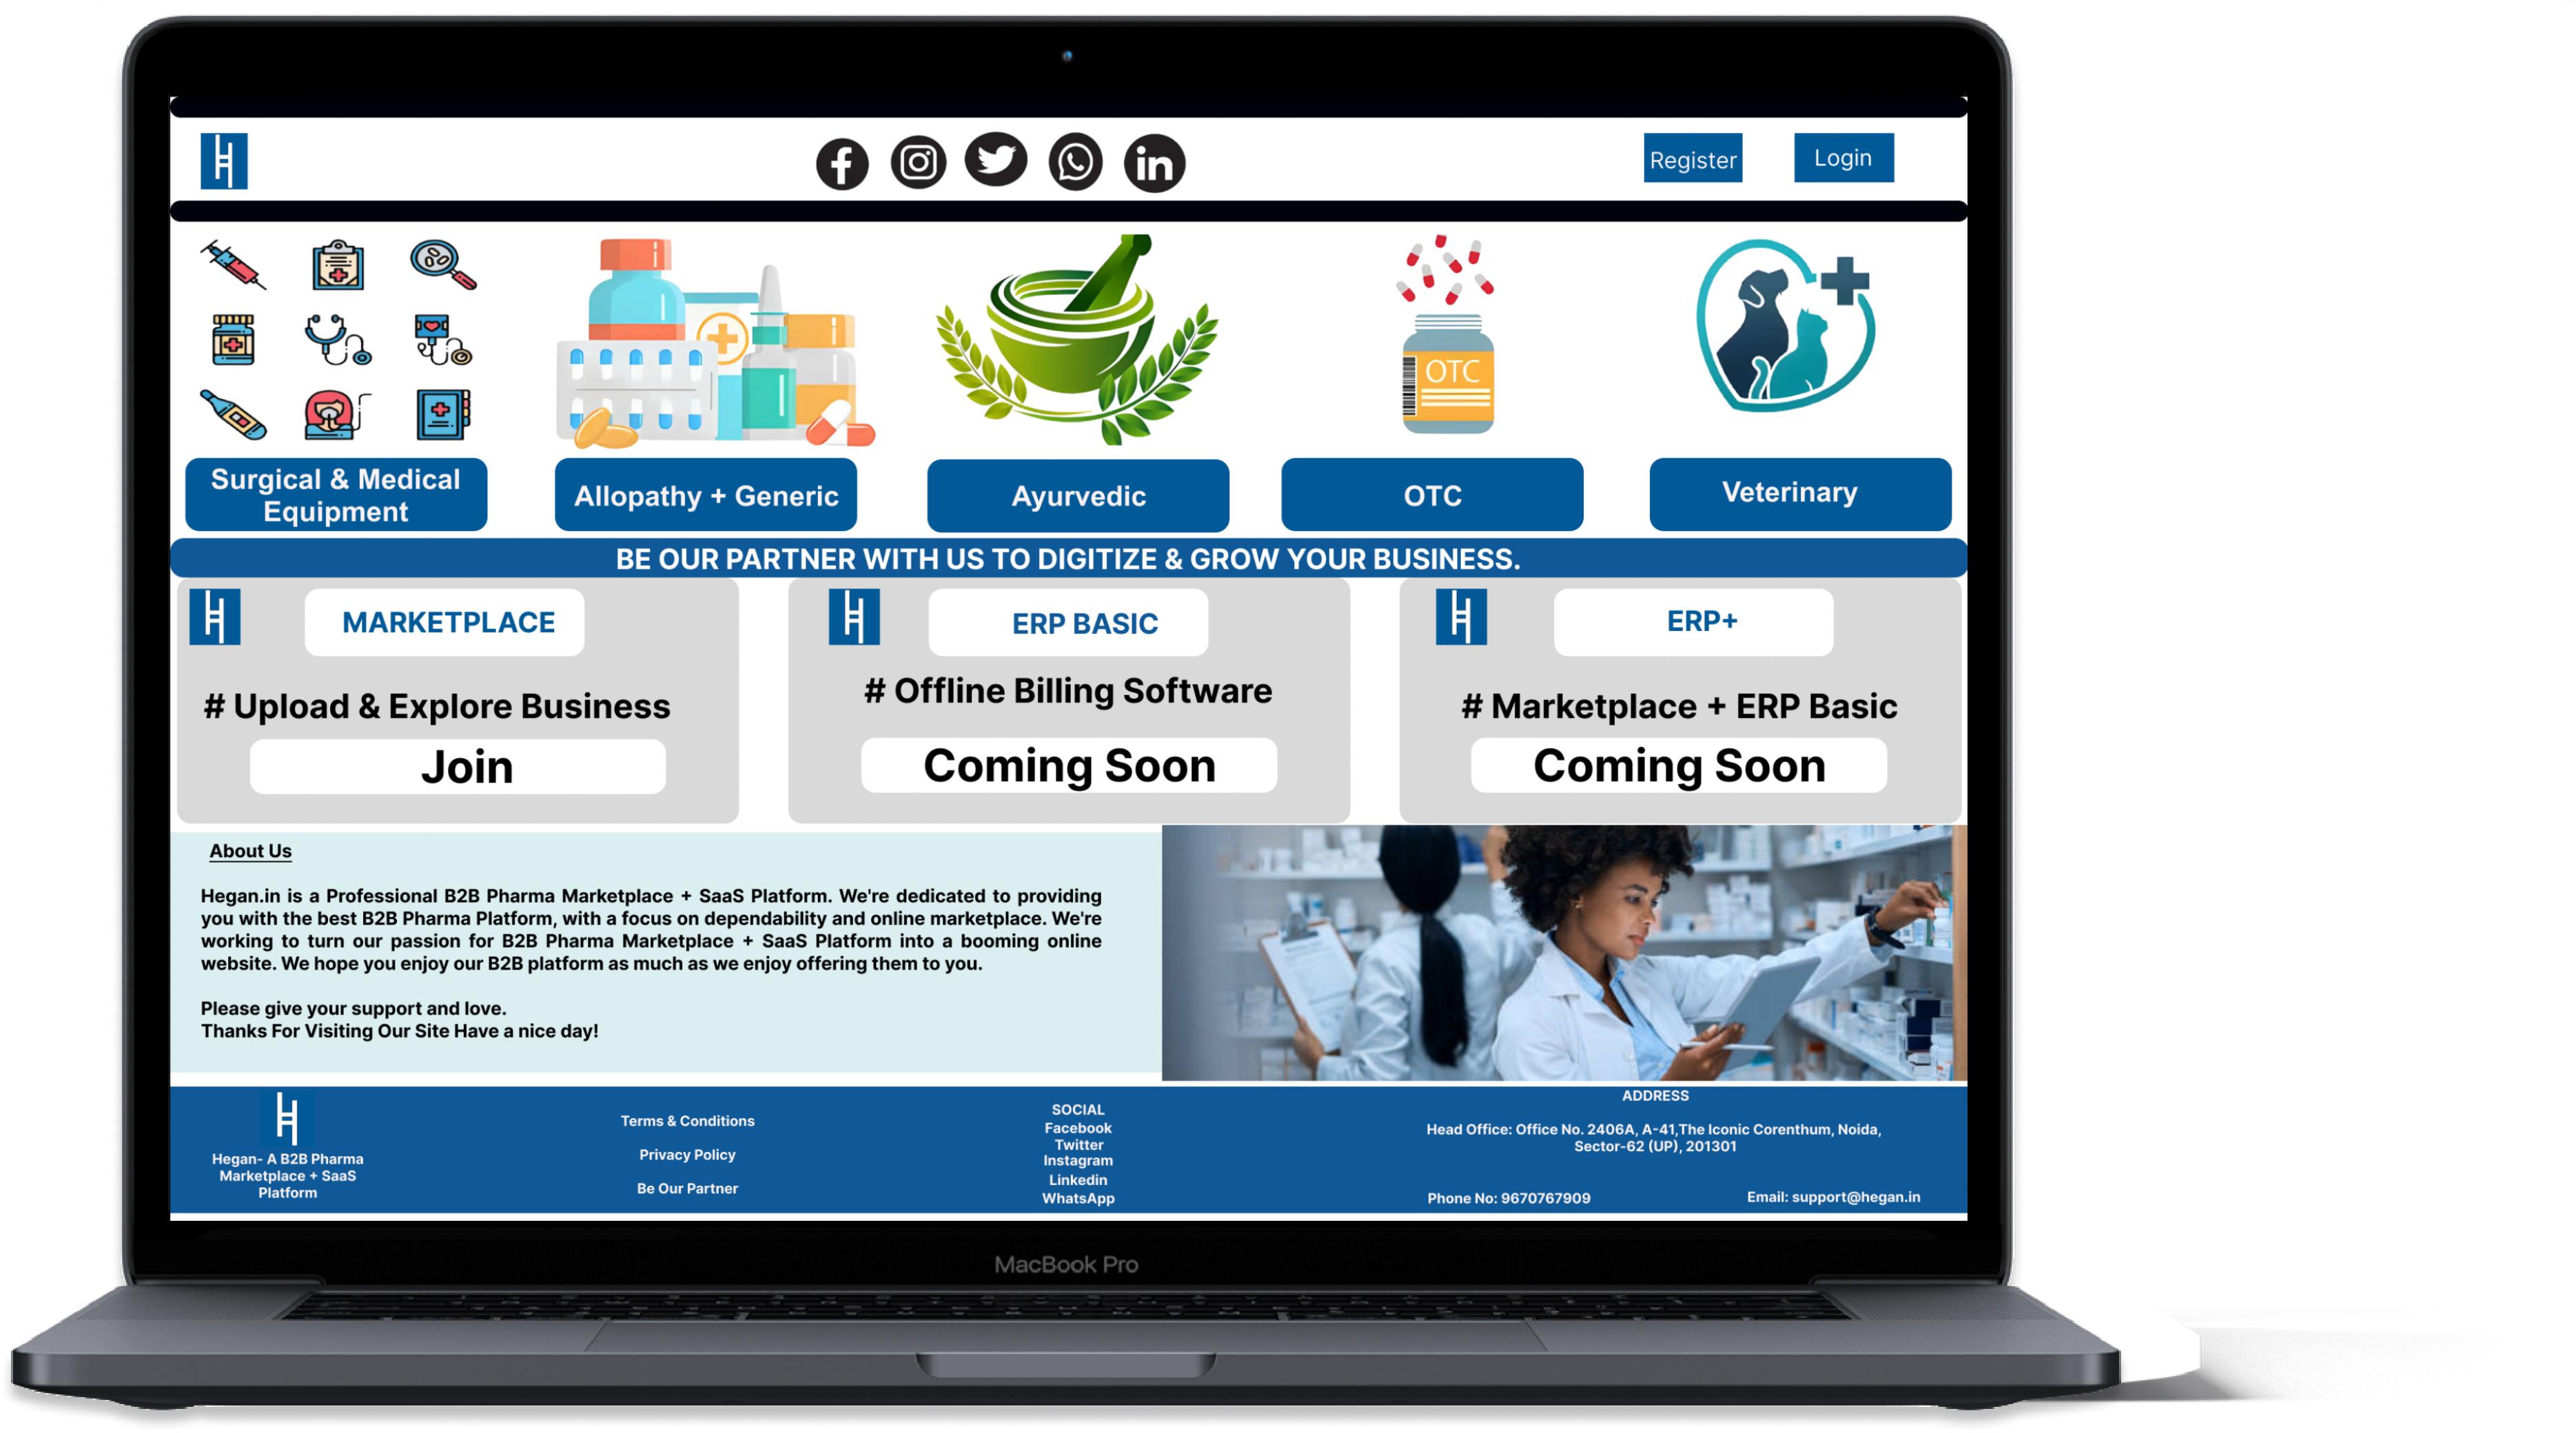 Register
Login
OTC
Surgical & Medical
Equipment
Allopathy + Generic
Ayurvedic
OTC
Veterinary
BE OUR PARTNER WITH US TO DIGITIZE & GROW YOUR BUSINESS.
MARKETPLACE
# Upload & Explore Business
Join
ERP BASIC
# Offline Billing Software
Coming Soon
ERP+
# Marketplace + ERP Basic
Coming Soon
About Us
Hegan.in is a Professional B2B Pharma Marketplace + SaaS Platform. We're dedicated to providing
you with the best B2B Pharma Platform, with a focus on dependability and online marketplace. We're
working to turn our passion for B2B Pharma Marketplace + SaaS Platform into a booming online
website. We hope you enjoy our B2B platform as much as we enjoy offering them to you.
Please give your support and love.
Thanks For Visiting Our Site Have a nice day!
Hegan- A B2B Pharma
Marketplace + SaaS
Platform
Terms & Conditions
Privacy Policy
Be Our Partner
SOCIAL
Facebook
Twitter
Instagram
Linkedin
WhatsApp
ADDRESS
Head Office: Office No. 2406A, A-41,The Iconic Corenthum, Noida,
Sector-62 (UP), 201301
Phone No: 9670767909
Email: support@hegan.in
MacBook Pro